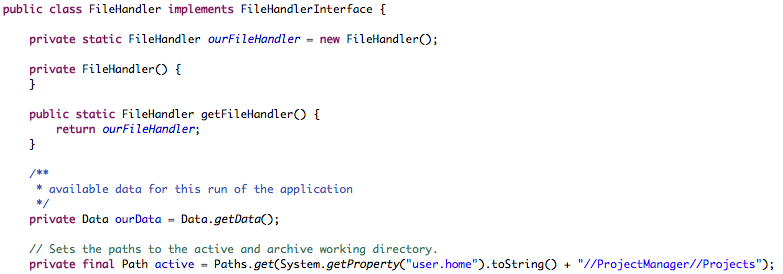 public class FileHandler implements FileHandlerInterface {
private static FileHandler ourFileHandler = new FileHandler();
private FileHandler() {
}
public static FileHandler getFileHandler() {
return ourFileHandler;
}
/**
* available data for this run of the application
*/
private Data ourData = Data.getData();
// Sets the paths to the active and archive working directory.
private final Path active = Paths.get(System.getProperty("user.home").toString() + "//ProjectManager//Projects");